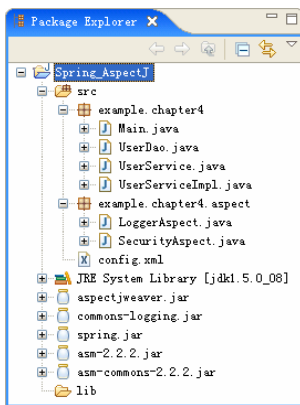 Package Explorer
Spring_AspectJ
src
example.chapter4
Main.java
UserDao.java
UserService.java
UserServiceImpl.java
example.chapter4.aspect
LoggerAspect.java
SecurityAspect.java
config.xml
JRE System Library [jdk1.5.0_08]
aspectjweaver.jar
commons-logging.jar
spring.jar
asm-2.2.2.jar
asm-commons-2.2.2.jar
lib